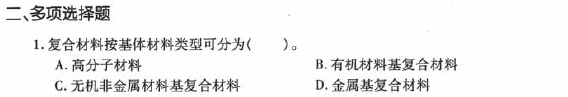 二、多项选择题
1. 复合材料按基体材料类型可分为(　　)。
A. 高分子材料　　B. 有机材料基复合材料
C. 无机非金属材料基复合材料　　D. 金属基复合材料